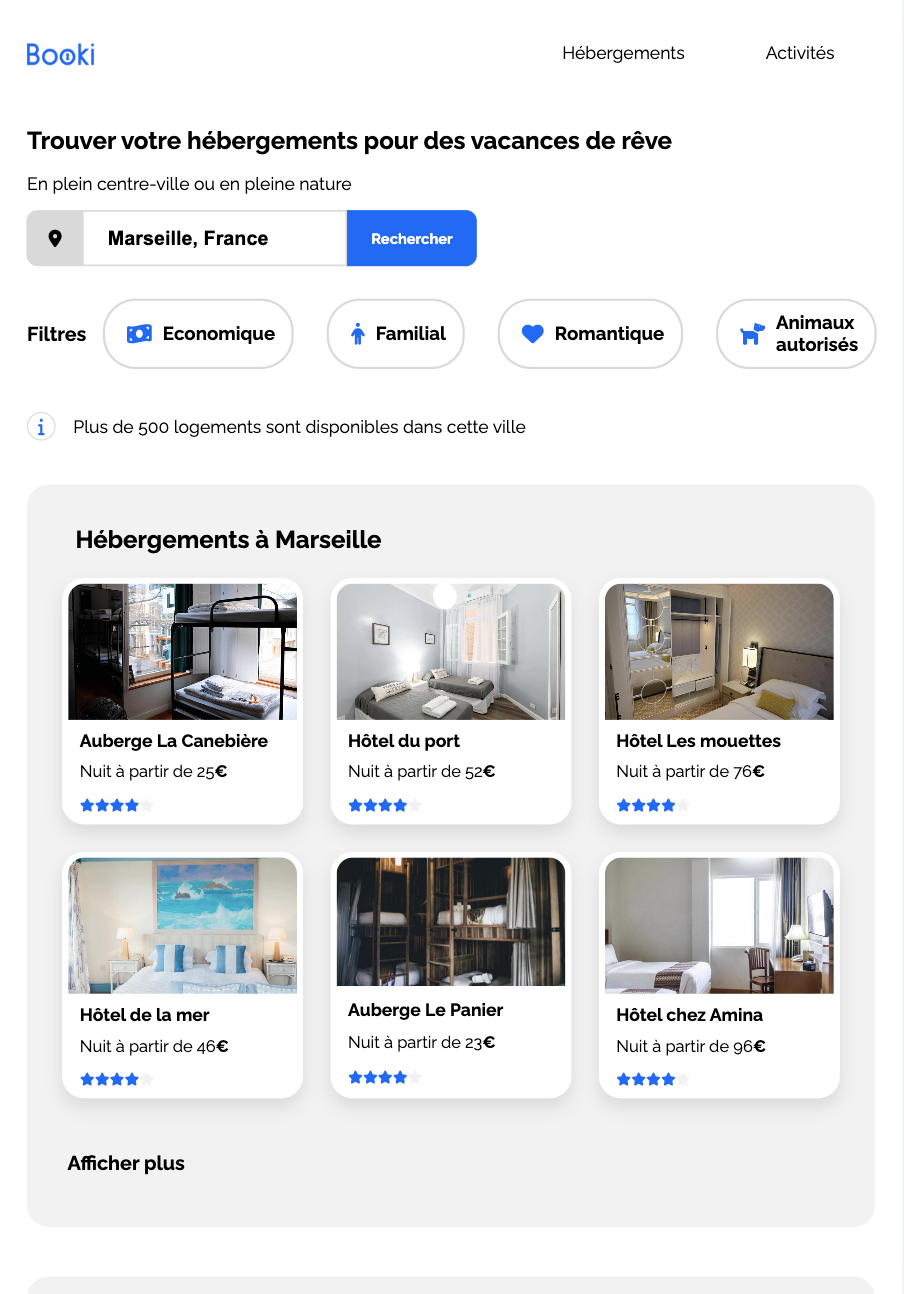 Booki
Hébergements
Activités
Trouver votre hébergements pour des vacances de rêve
En plein centre-ville ou en pleine nature
Marseille, France
Rechercher
Filtres
Economique
Familial
Romantique
Animaux
autorisés
Plus de 500 logements sont disponibles dans cette ville
Hébergements à Marseille
Auberge La Canebière
Nuit à partir de 25€
Hôtel du port
Nuit à partir de 52€
Hôtel Les mouettes
Nuit à partir de 76€
Hôtel de la mer
Nuit à partir de 46€
Auberge Le Panier
Nuit à partir de 23€
Hôtel chez Amina
Nuit à partir de 96€
Afficher plus